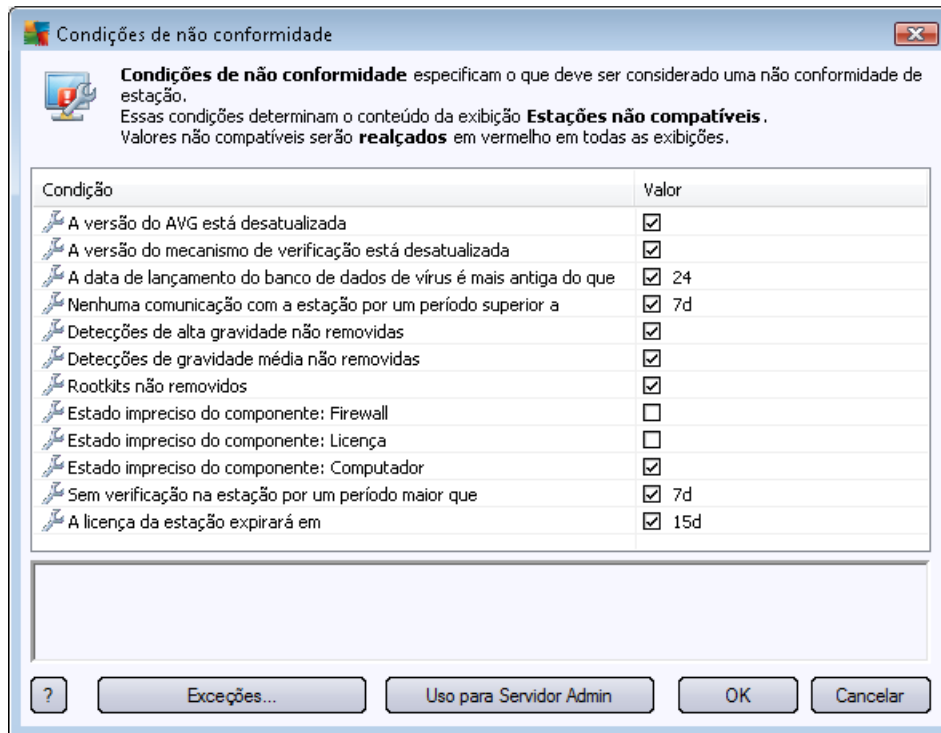 Condições de não conformidade
Condições de não conformidade especificam o que deve ser considerado uma não conformidade de
estação.
Essas condições determinam o conteúdo da exibição Estações não compatíveis.
Valores não compatíveis serão realçados em vermelho em todas as exibições.
Condição Valor
A versão do AVG está desatualizada
A versão do mecanismo de verificação está desatualizada
A data de lançamento do banco de dados de vírus é mais antiga do que 24
Nenhuma comunicação com a estação por um período superior a 7d
Detecções de alta gravidade não removidas
Detecções de gravidade média não removidas
Rootkits não removidos
Estado impreciso do componente: Firewall
Estado impreciso do componente: Licença
Estado impreciso do componente: Computador
Sem verificação na estação por um período maior que 7d
A licença da estação expirará em 15d
? Exceções... Uso para Servidor Admin OK Cancelar